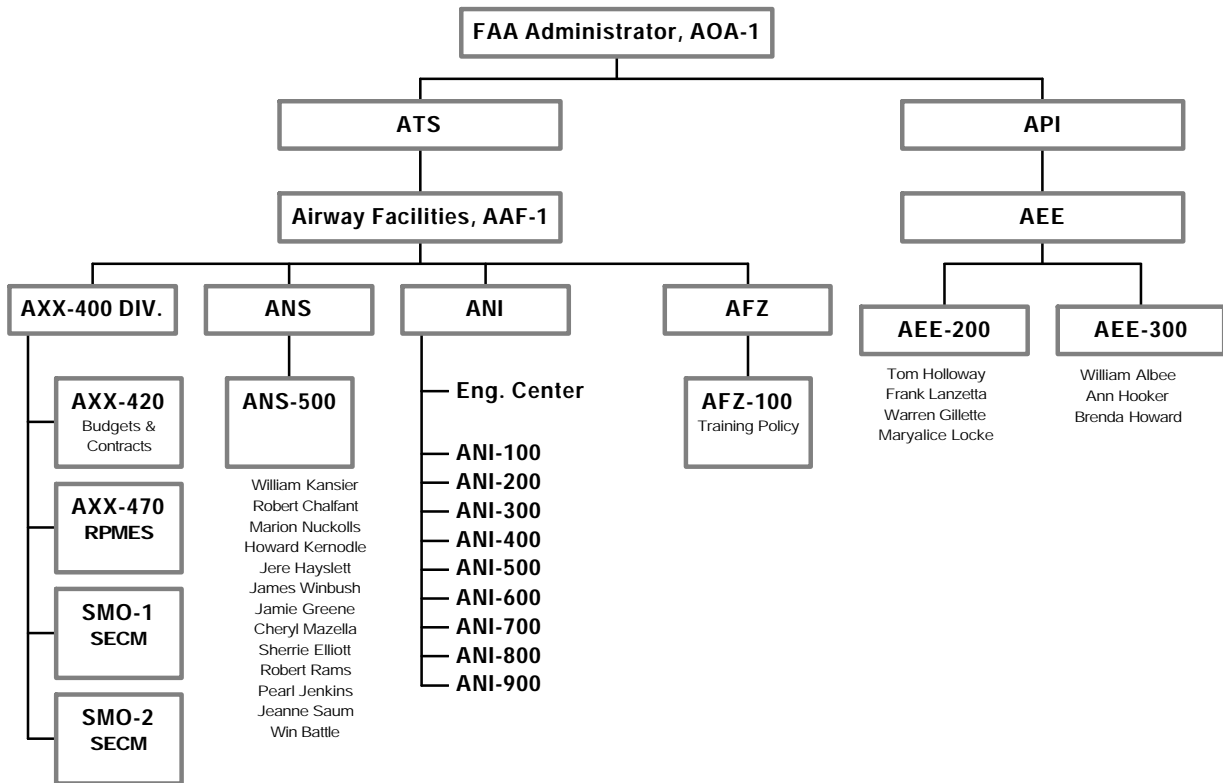 FAA Administrator, AOA-1
ATS
API
Airway Facilities, AAF-1
AEE
AXX-400 DIV.
ANS
ANI
AFZ
AEE-200
AEE-300
AXX-420
Budgets &
Contracts
AXX-470
RPMES
SMO-1
SECM
SMO-2
SECM
ANS-500
William Kansier
Robert Chalfant
Marion Nuckolls
Howard Kernodle
Jere Hayslett
James Winbush
Jamie Greene
Cheryl Mazella
Sherrie Elliott
Robert Rams
Pearl Jenkins
Jeanne Saum
Win Battle
Eng. Center
ANI-100
ANI-200
ANI-300
ANI-400
ANI-500
ANI-600
ANI-700
ANI-800
ANI-900
AFZ-100
Training Policy
Tom Holloway
Frank Lanzetta
Warren Gillette
Maryalice Locke
William Albee
Ann Hooker
Brenda Howard